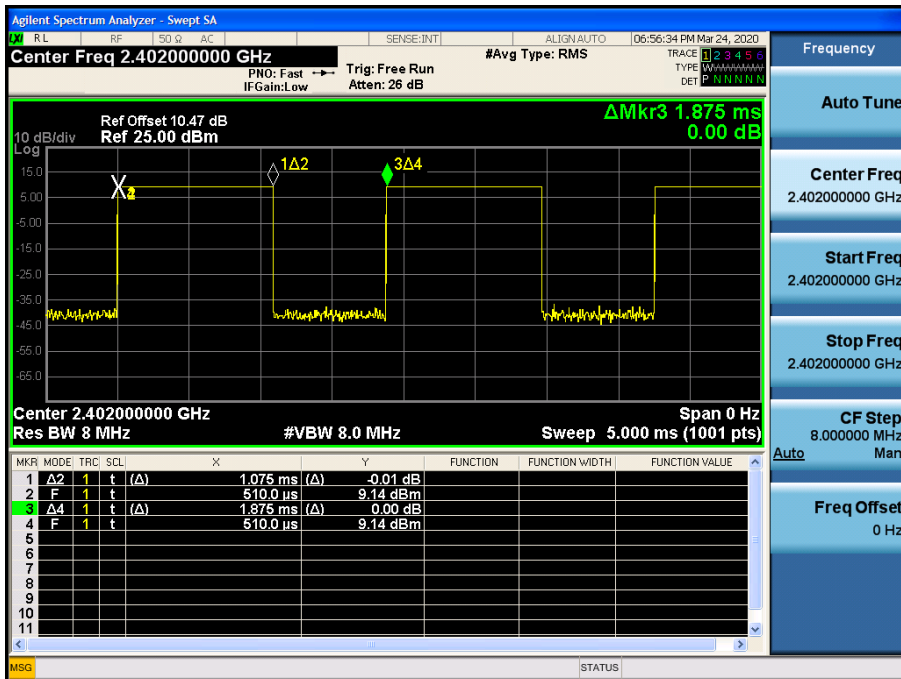 Agilent Spectrum Analyzer - Swept SA
LXI RL RF 50 Ω AC SENSE:INT ALIGNAUTO 06:56:34 PM Mar 24, 2020
Center Freq 2.402000000 GHz #Avg Type: RMS TRACE 1 2 3 4 5 6
PNO: Fast Trig: Free Run TYPE WWWWWW
IFGain:Low Atten: 26 dB DET P N N N N N
Frequency
Auto Tune
Center Freq
2.402000000 GHz
Start Freq
2.402000000 GHz
Stop Freq
2.402000000 GHz
CF Step
8.000000 MHz
Auto Man
Freq Offset
0 Hz
ΔMkr3 1.875 ms
0.00 dB
Ref Offset 10.47 dB
10 dB/div Ref 25.00 dBm
Log
15.0
5.00
-5.00
-15.0
-25.0
-35.0
-45.0
-55.0
-65.0
1Δ2
3Δ4
Center 2.402000000 GHz Span 0 Hz
Res BW 8 MHz #VBW 8.0 MHz Sweep 5.000 ms (1001 pts)
MKR MODE TRC SCL X Y FUNCTION FUNCTION WIDTH FUNCTION VALUE
1 Δ2 1 t (Δ) 1.075 ms (Δ) -0.01 dB
2 F 1 t 510.0 µs 9.14 dBm
3 Δ4 1 t (Δ) 1.875 ms (Δ) 0.00 dB
4 F 1 t 510.0 µs 9.14 dBm
5
6
7
8
9
10
11
MSG STATUS